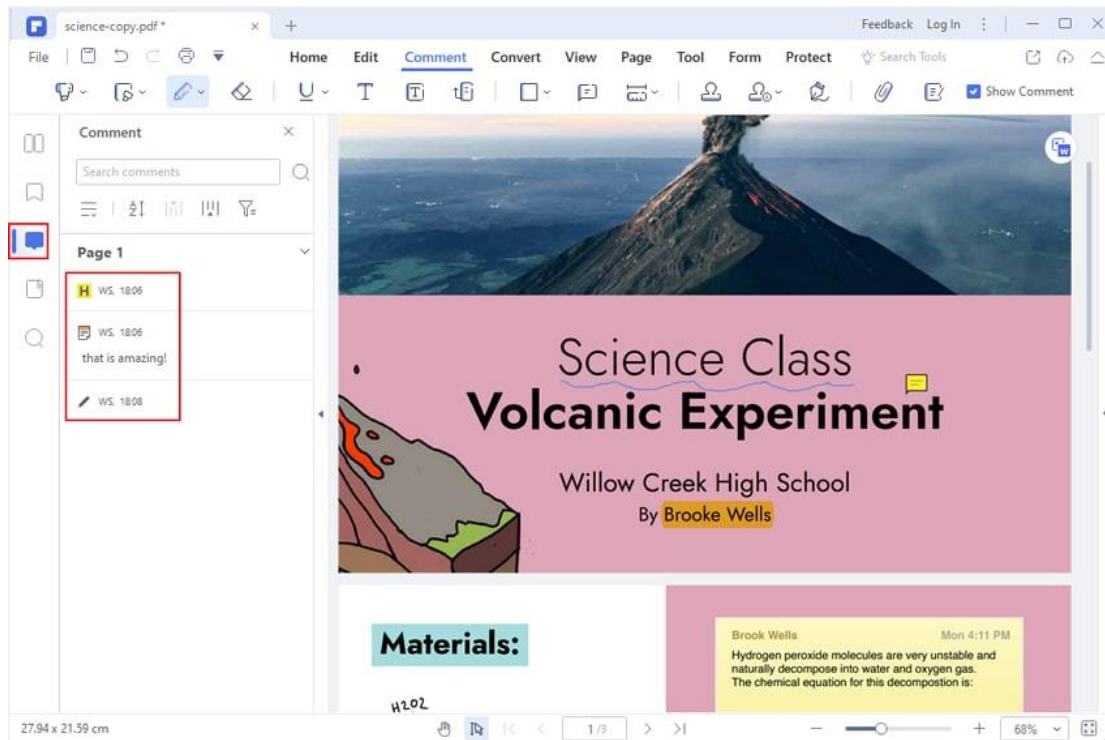 science-copy.pdf *
Feedback Log In
File Home Edit Comment Convert View Page Tool Form Protect Search Tools
Show Comment
Comment
Search comments
Page 1
H WS. 18:06
WS. 18:06
that is amazing!
WS. 18:08
Science Class
Volcanic Experiment
Willow Creek High School
By Brooke Wells
Materials:
H2O2
Brook Wells Mon 4:11 PM
Hydrogen peroxide molecules are very unstable and
naturally decompose into water and oxygen gas.
The chemical equation for this decompostion is:
27.94 x 21.59 cm 1 /3 68%